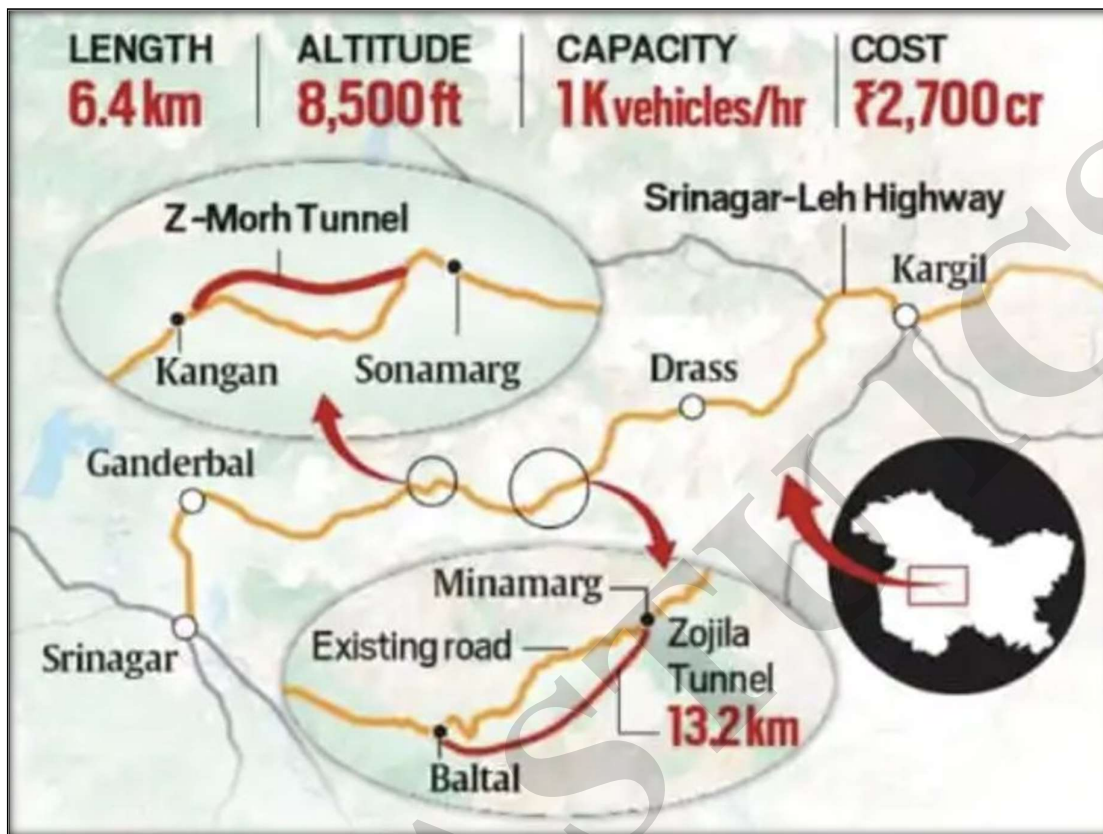 LENGTH
6.4 km
ALTITUDE
8,500 ft
CAPACITY
1K vehicles/hr
COST
₹2,700 cr
Z-Morh Tunnel
Kangan
Sonamarg
Srinagar-Leh Highway
Kargil
Drass
Ganderbal
Srinagar
Minamarg
Existing road
Zojila
Tunnel
13.2 km
Baltal